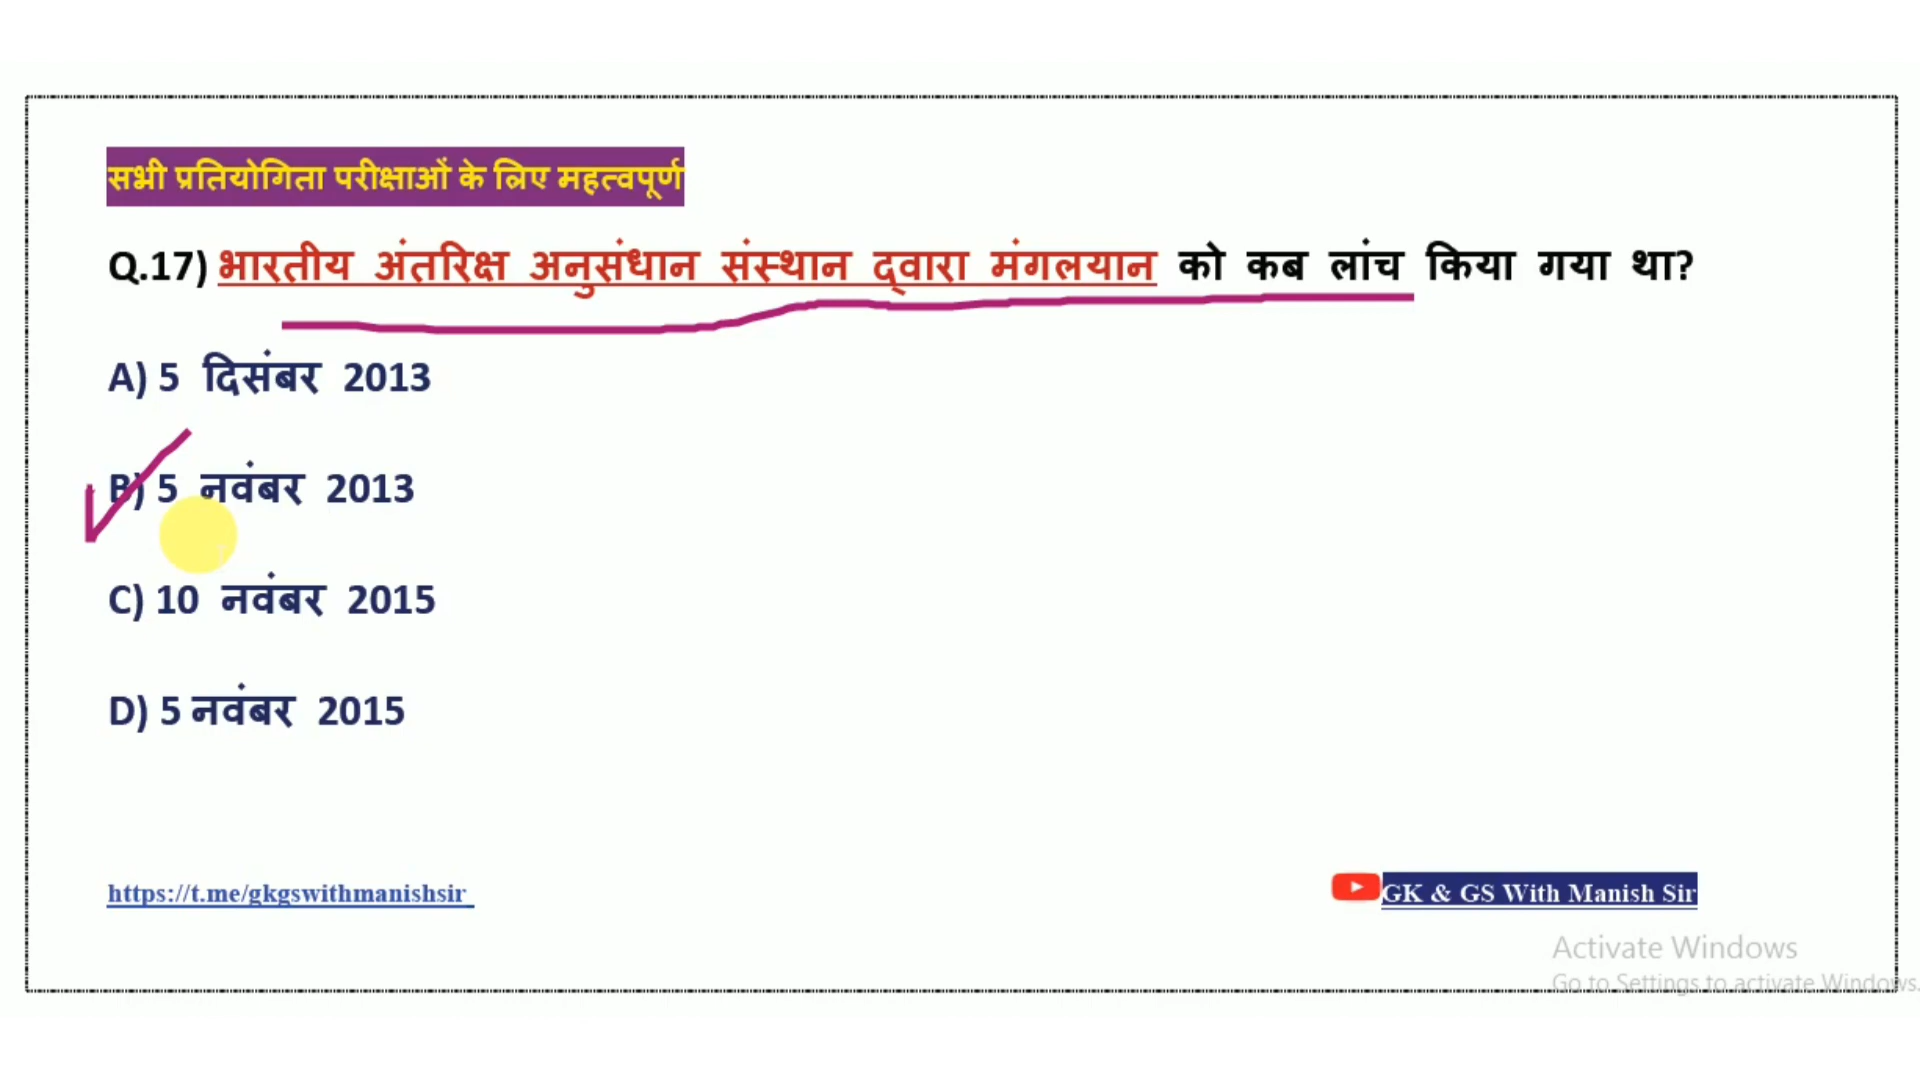 सभी प्रतियोगिता परीक्षाओं के लिए महत्वपूर्ण
Q.17) भारतीय अंतरिक्ष अनुसंधान संस्थान द्वारा मंगलयान को कब लांच किया गया था?
A) 5 दिसंबर 2013
B) 5 नवंबर 2013
C) 10 नवंबर 2015
D) 5 नवंबर 2015
https://t.me/gkgswithmanishsir
GK & GS With Manish Sir
Activate Windows
Go to Settings to activate Windows.